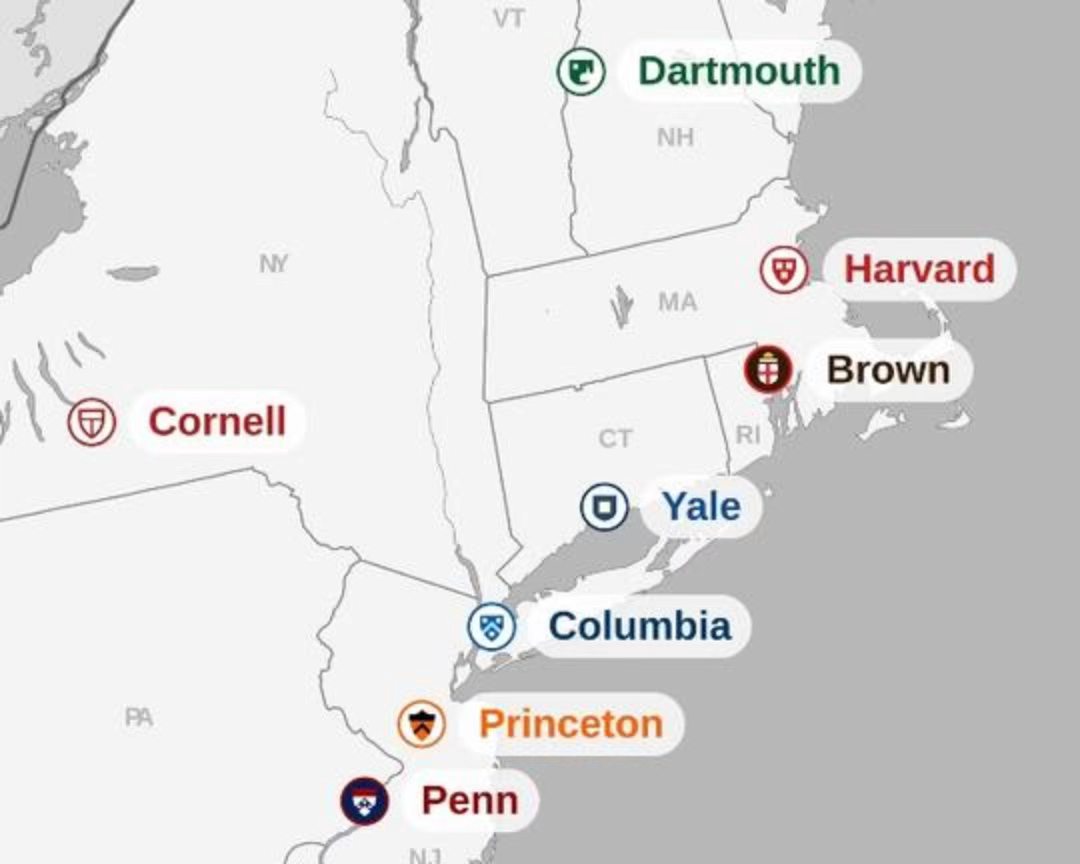 VT
Dartmouth
NH
NY
Harvard
MA
Brown
Cornell
CT
RI
Yale
Columbia
PA
Princeton
Penn
NJ